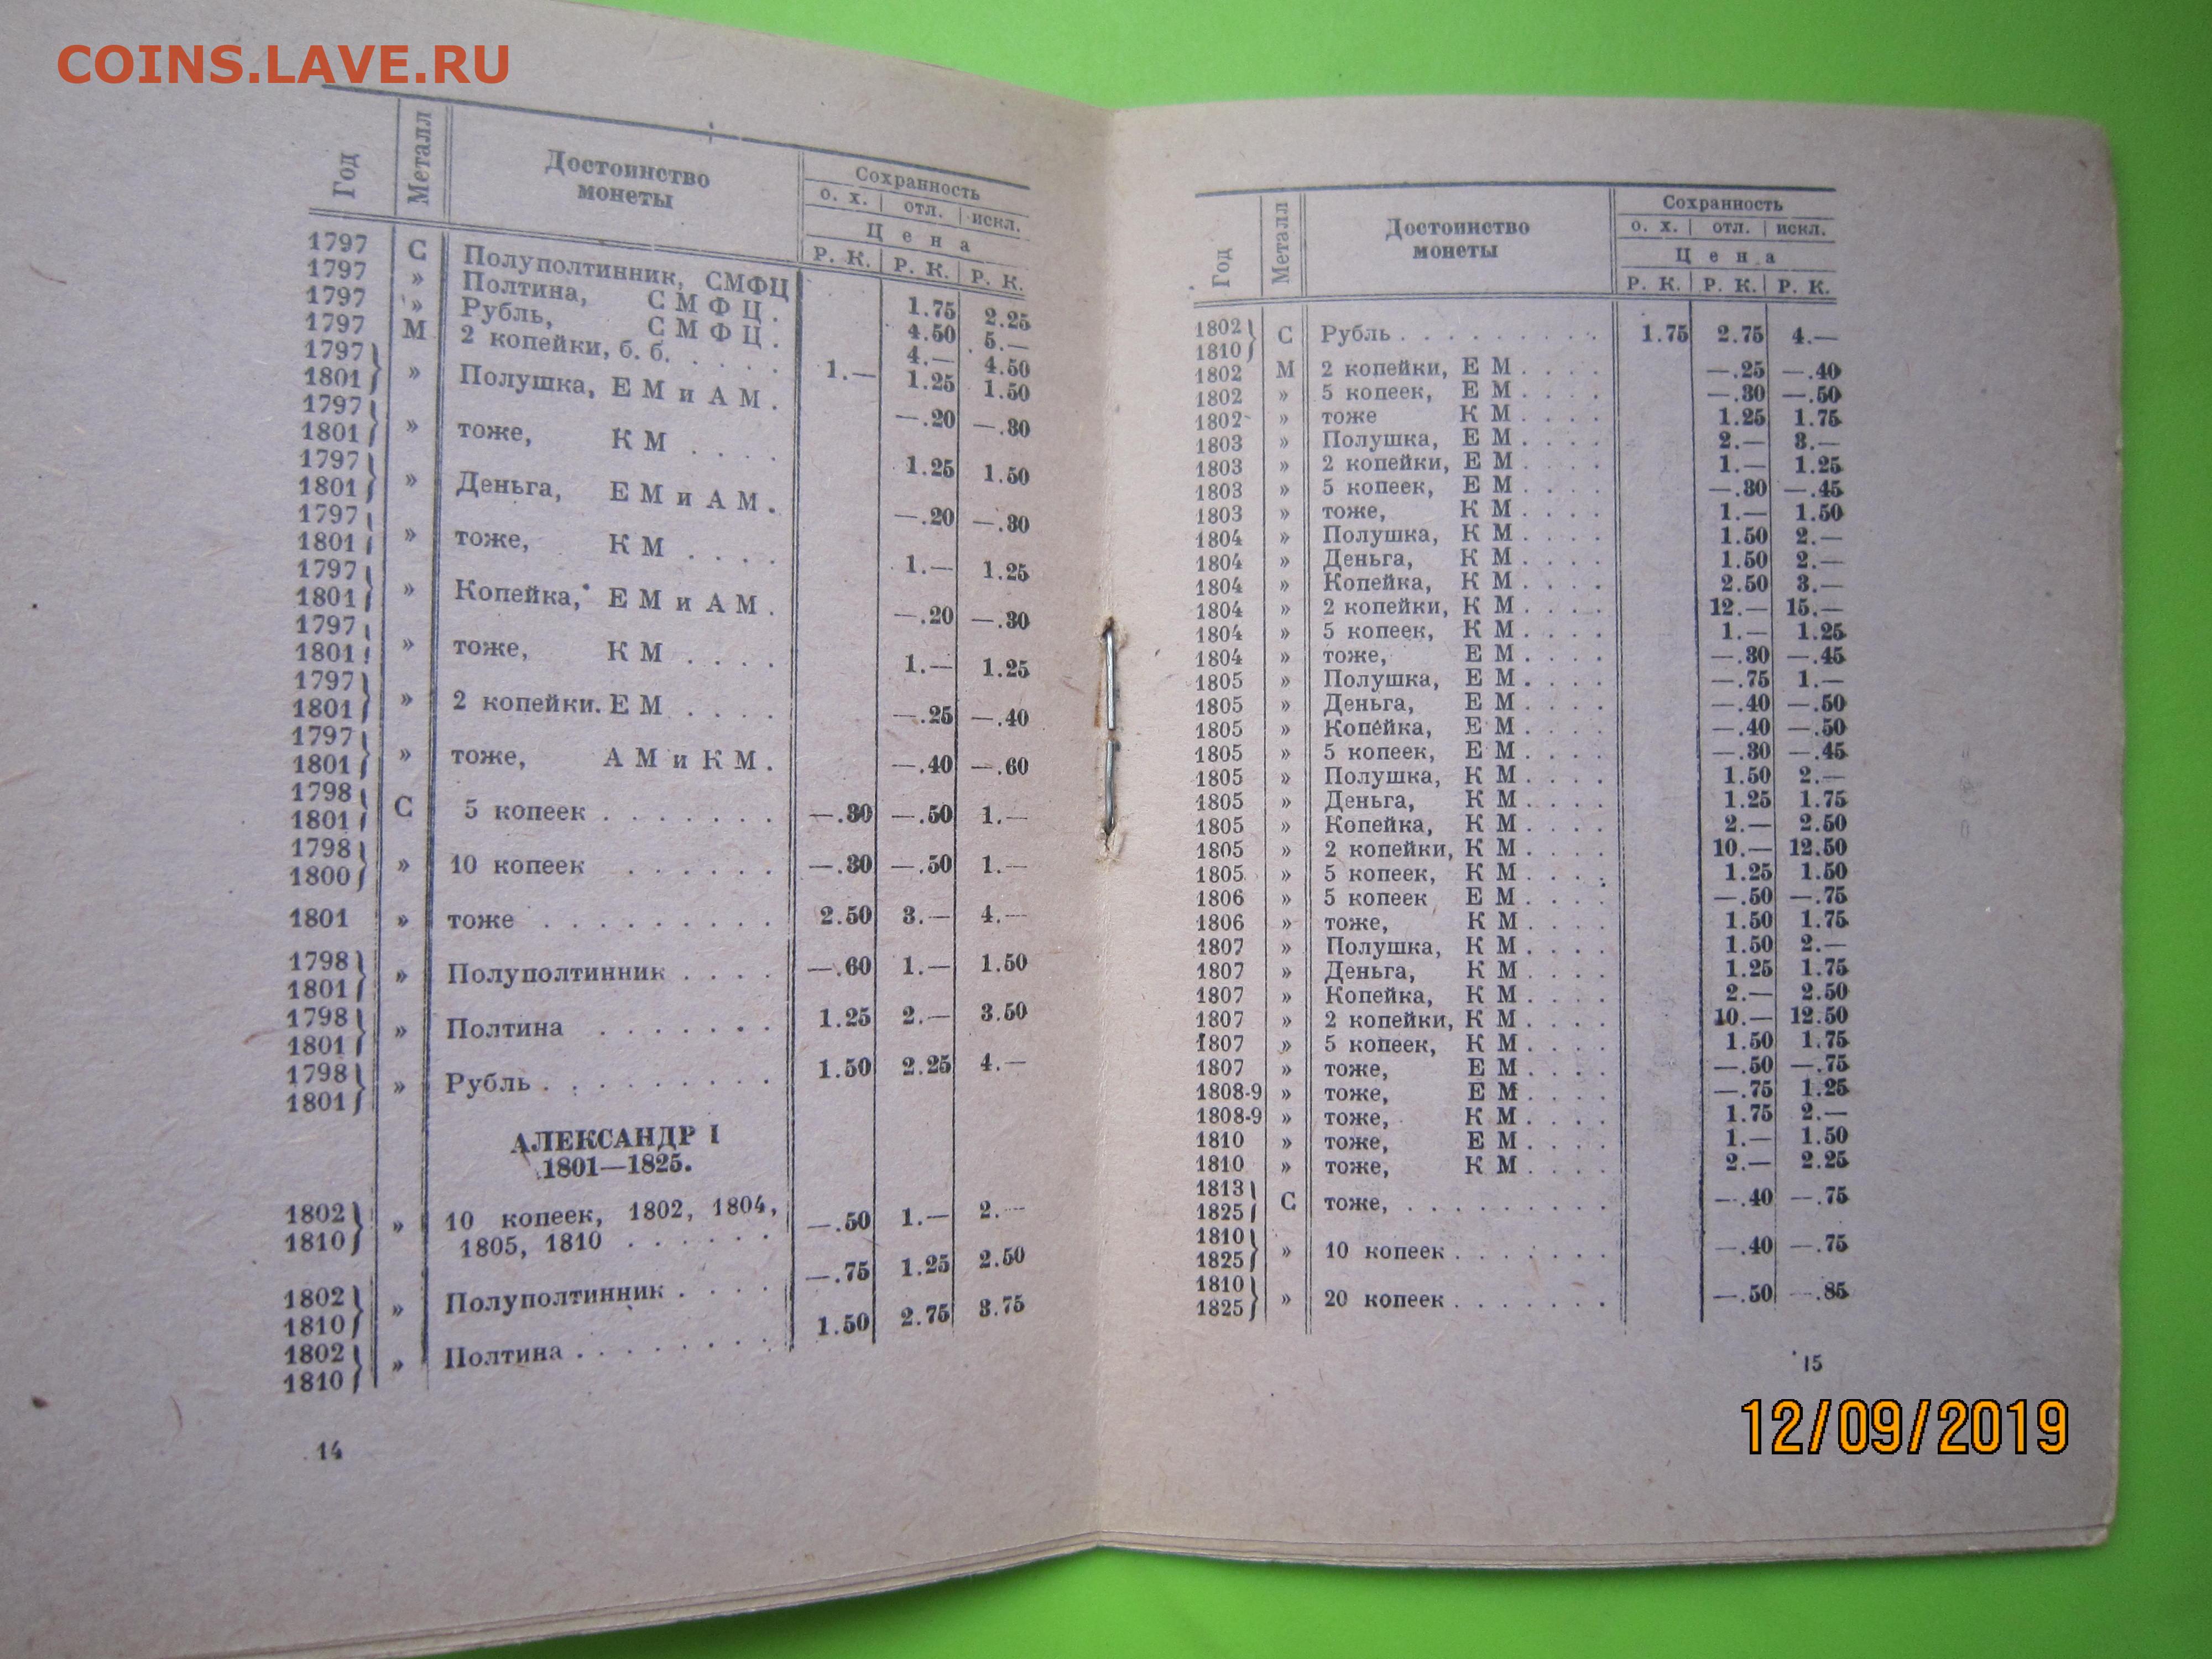 COINS.LAVE.RU
Год Металл Достоинство монеты Сохранность
о. х. отл. искл.
Цена
Р. К. Р. К. Р. К.
1797 С Полуполтинник, СМФЦ 1.75 2.25
1797 » Полтина, СМФЦ. 4.50 5.—
1797 » Рубль, СМФЦ. 4.— 4.50
1797 М 2 копейки, б. б. . . . . 1.— 1.25 1.50
1797} 1801} » Полушка, ЕМ и АМ. —.20 —.30
1797} 1801} » тоже, КМ . . . . 1.25 1.50
1797} 1801} » Деньга, ЕМ и АМ. —.20 —.30
1797} 1801} » тоже, КМ . . . . 1.— 1.25
1797} 1801} » Копейка, ЕМ и АМ. —.20 —.30
1797} 1801} » тоже, КМ . . . . 1.— 1.25
1797} 1801} » 2 копейки. ЕМ . . . . —.25 —.40
1797} 1801} » тоже, АМ и КМ. —.40 —.60
1798} 1801} С 5 копеек . . . . . . . —.30 —.50 1.—
1798} 1800} » 10 копеек . . . . . . —.30 —.50 1.—
1801 » тоже . . . . . . . . . 2.50 3.— 4.—
1798} 1801} » Полуполтинник . . . . —.60 1.— 1.50
1798} 1801} » Полтина . . . . . . . 1.25 2.— 3.50
1798} 1801} » Рубль . . . . . . . . . 1.50 2.25 4.—
АЛЕКСАНДР I
1801—1825.
1802} 1810} » 10 копеек, 1802, 1804,
1805, 1810 . . . . . . —.50 1.— 2.—
1802} 1810} » Полуполтинник . . . . —.75 1.25 2.50
1802} 1810} » Полтина . . . . . . . . 1.50 2.75 3.75
14
Год Металл Достоинство монеты Сохранность
о. х. отл. искл.
Цена
Р. К. Р. К. Р. К.
1802} 1810} С Рубль . . . . . . . . . 1.75 2.75 4.—
1802 М 2 копейки, ЕМ . . . . —.25 —.40
1802 » 5 копеек, ЕМ . . . . —.30 —.50
1802 » тоже КМ . . . . 1.25 1.75
1803 » Полушка, ЕМ . . . . 2.— 3.—
1803 » 2 копейки, ЕМ . . . . 1.— 1.25
1803 » 5 копеек, ЕМ . . . . —.30 —.45
1803 » тоже, КМ . . . . 1.— 1.50
1804 » Полушка, КМ . . . . 1.50 2.—
1804 » Деньга, КМ . . . . 1.50 2.—
1804 » Копейка, КМ . . . . 2.50 3.—
1804 » 2 копейки, КМ . . . . 12.— 15.—
1804 » 5 копеек, КМ . . . . 1.— 1.25
1804 » тоже, ЕМ . . . . —.30 —.45
1805 » Полушка, ЕМ . . . . —.75 1.—
1805 » Деньга, ЕМ . . . . —.40 —.50
1805 » Копейка, ЕМ . . . . —.40 —.50
1805 » 5 копеек, ЕМ . . . . —.30 —.45
1805 » Полушка, КМ . . . . 1.50 2.—
1805 » Деньга, КМ . . . . 1.25 1.75
1805 » Копейка, КМ . . . . 2.— 2.50
1805 » 2 копейки, КМ . . . . 10.— 12.50
1805 » 5 копеек, КМ . . . . 1.25 1.50
1806 » 5 копеек ЕМ . . . . —.50 —.75
1806 » тоже, КМ . . . . 1.50 1.75
1807 » Полушка, КМ . . . . 1.50 2.—
1807 » Деньга, КМ . . . . 1.25 1.75
1807 » Копейка, КМ . . . . 2.— 2.50
1807 » 2 копейки, КМ . . . . 10.— 12.50
1807 » 5 копеек, КМ . . . . 1.50 1.75
1807 » тоже, ЕМ . . . . —.50 —.75
1808-9 » тоже, ЕМ . . . . —.75 1.25
1808-9 » тоже, КМ . . . . 1.75 2.—
1810 » тоже, ЕМ . . . . 1.— 1.50
1810 » тоже, КМ . . . . 2.— 2.25
1813} 1825} С тоже, . . . . . . . . . —.40 —.75
1810} 1825} » 10 копеек . . . . . . . —.40 —.75
1810} 1825} » 20 копеек . . . . . . . —.50 —.85
15
12/09/2019